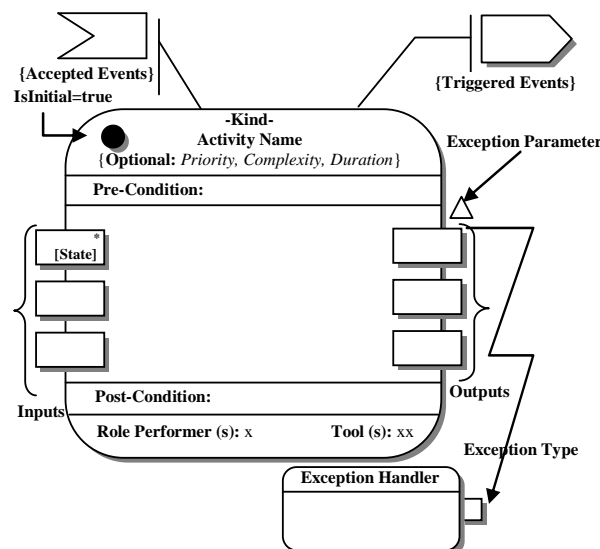 {Accepted Events}
{Triggered Events}
IsInitial=true
-Kind-
Activity Name
{Optional: Priority, Complexity, Duration}
Exception Parameter
Pre-Condition:
*
[State]
Post-Condition:
Inputs
Outputs
Role Performer (s): x
Tool (s): xx
Exception Type
Exception Handler